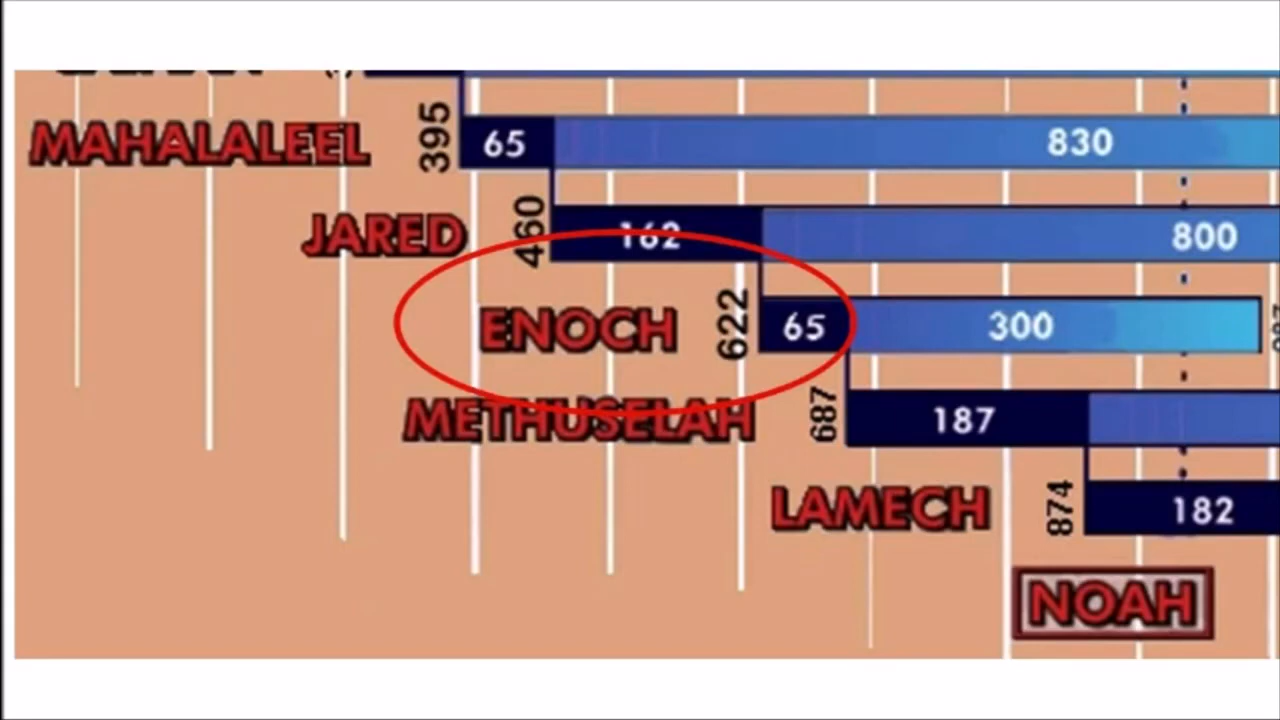 MAHALALEEL 395 65 830
JARED 460 162 800
ENOCH 622 65 300
METHUSELAH 687 187
LAMECH 874 182
NOAH